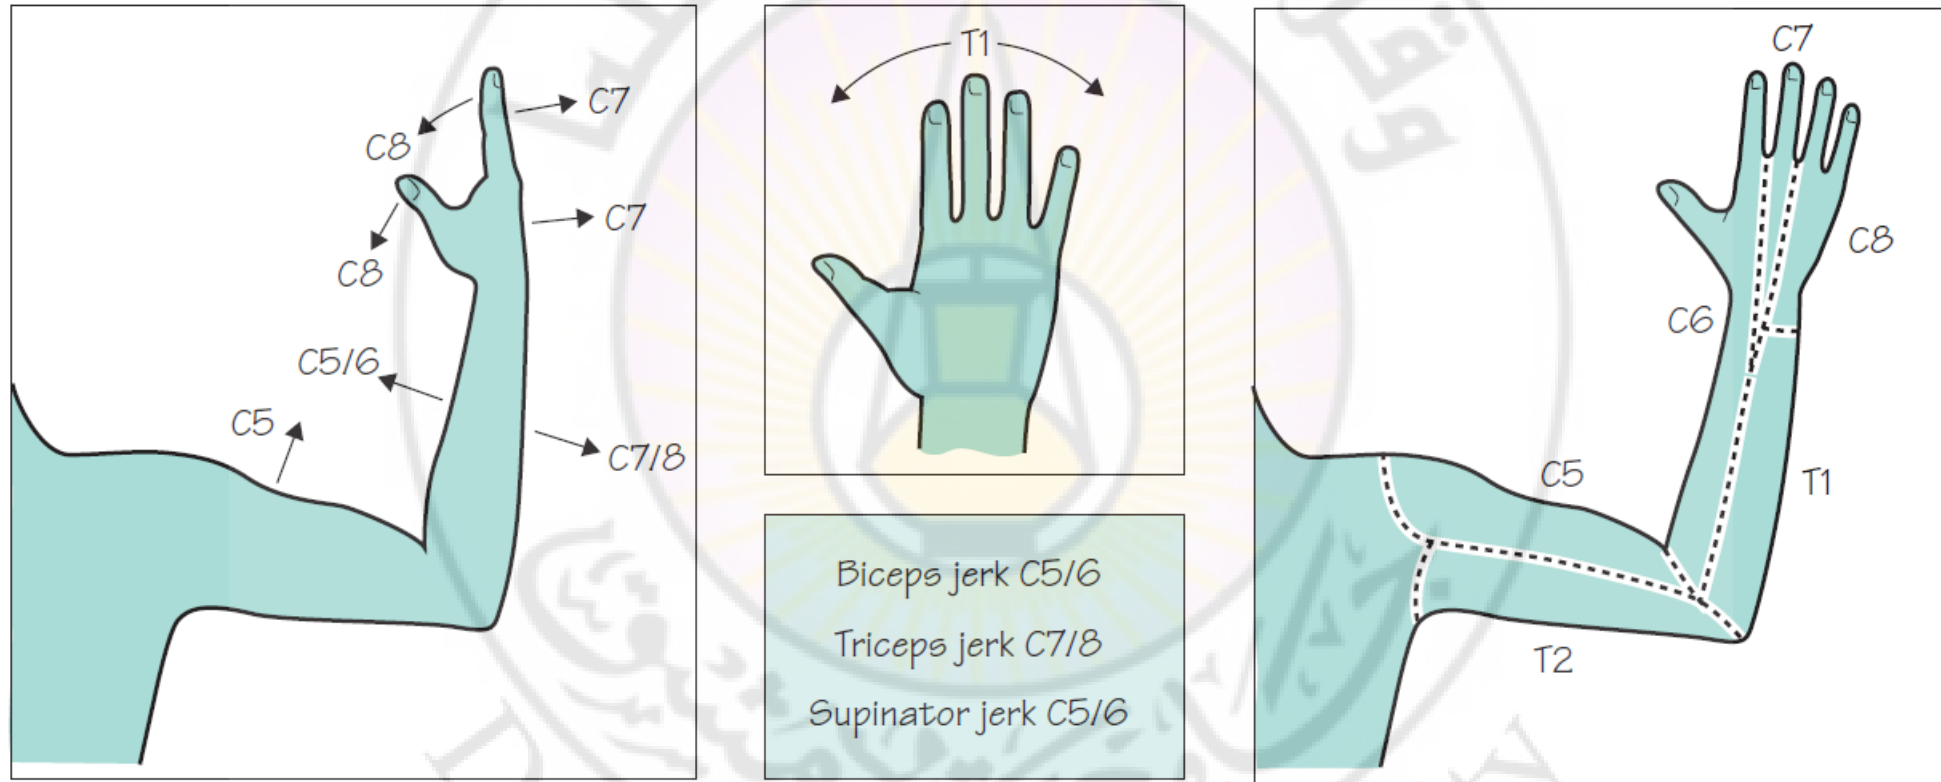 C7
C8
C7
C8
C5/6
C5
C7/8
T1
Biceps jerk C5/6
Triceps jerk C7/8
Supinator jerk C5/6
C7
C8
C6
C5
T1
T2